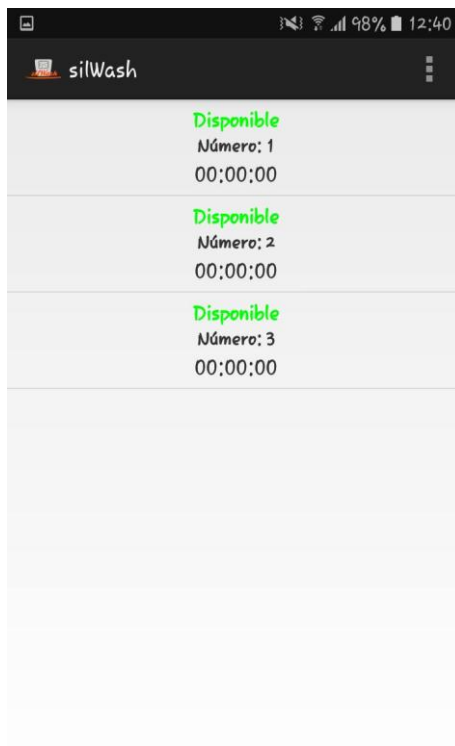 98% 12:40
silWash
Disponible
Número: 1
00:00:00
Disponible
Número: 2
00:00:00
Disponible
Número: 3
00:00:00